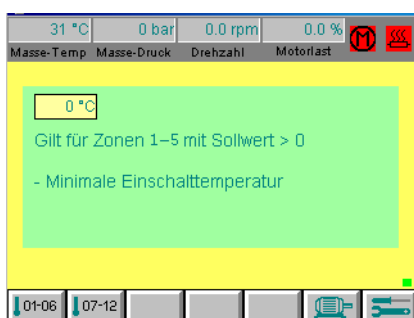 31 °C 0 bar 0.0 rpm 0.0 %
Masse-Temp Masse-Druck Drehzahl Motorlast
M
0 °C
Gilt für Zonen 1–5 mit Sollwert > 0
- Minimale Einschalttemperatur
01-06 07-12